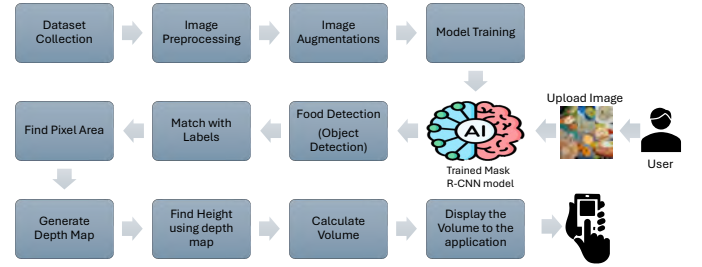 Dataset
Collection
Image
Preprocessing
Image
Augmentations
Model Training
Find Pixel Area
Match with
Labels
Food Detection
(Object
Detection)
AI
Trained Mask
R-CNN model
Upload Image
User
Generate
Depth Map
Find Height
using depth
map
Calculate
Volume
Display the
Volume to the
application